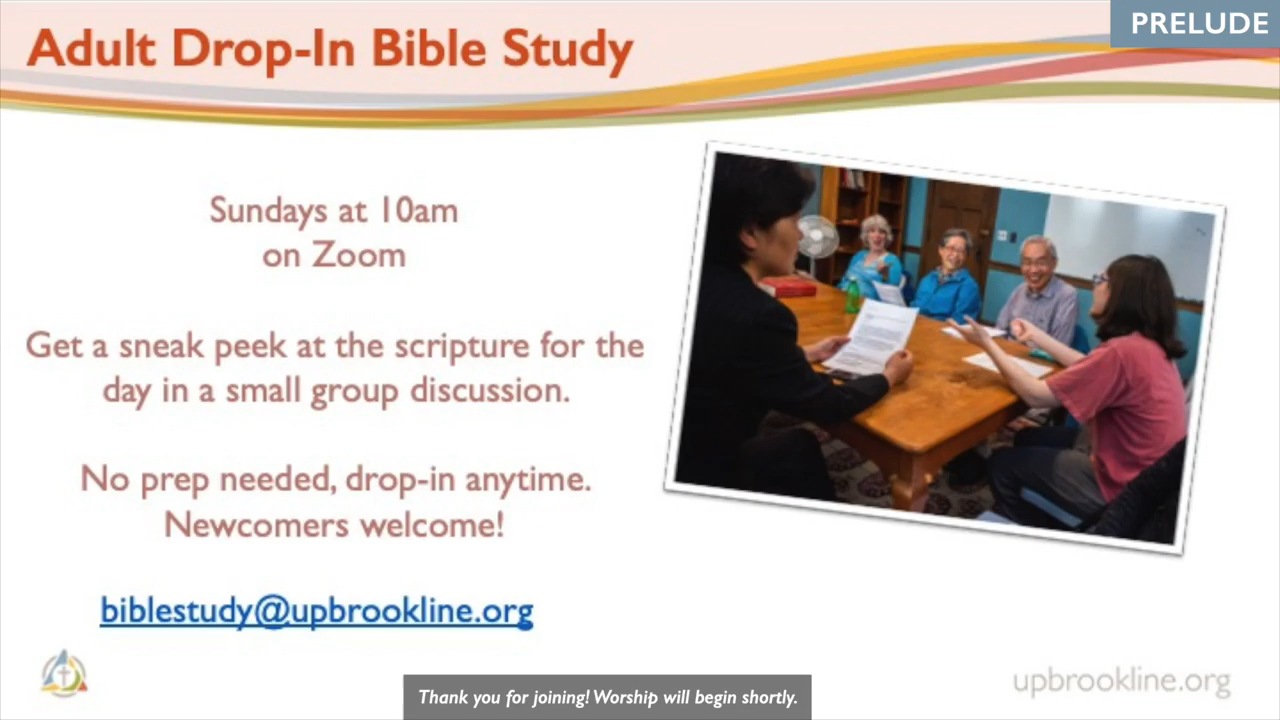 PRELUDE
Adult Drop-In Bible Study
Sundays at 10am
on Zoom
Get a sneak peek at the scripture for the
day in a small group discussion.
No prep needed, drop-in anytime.
Newcomers welcome!
biblestudy@upbrookline.org
Thank you for joining! Worship will begin shortly.
upbrookline.org